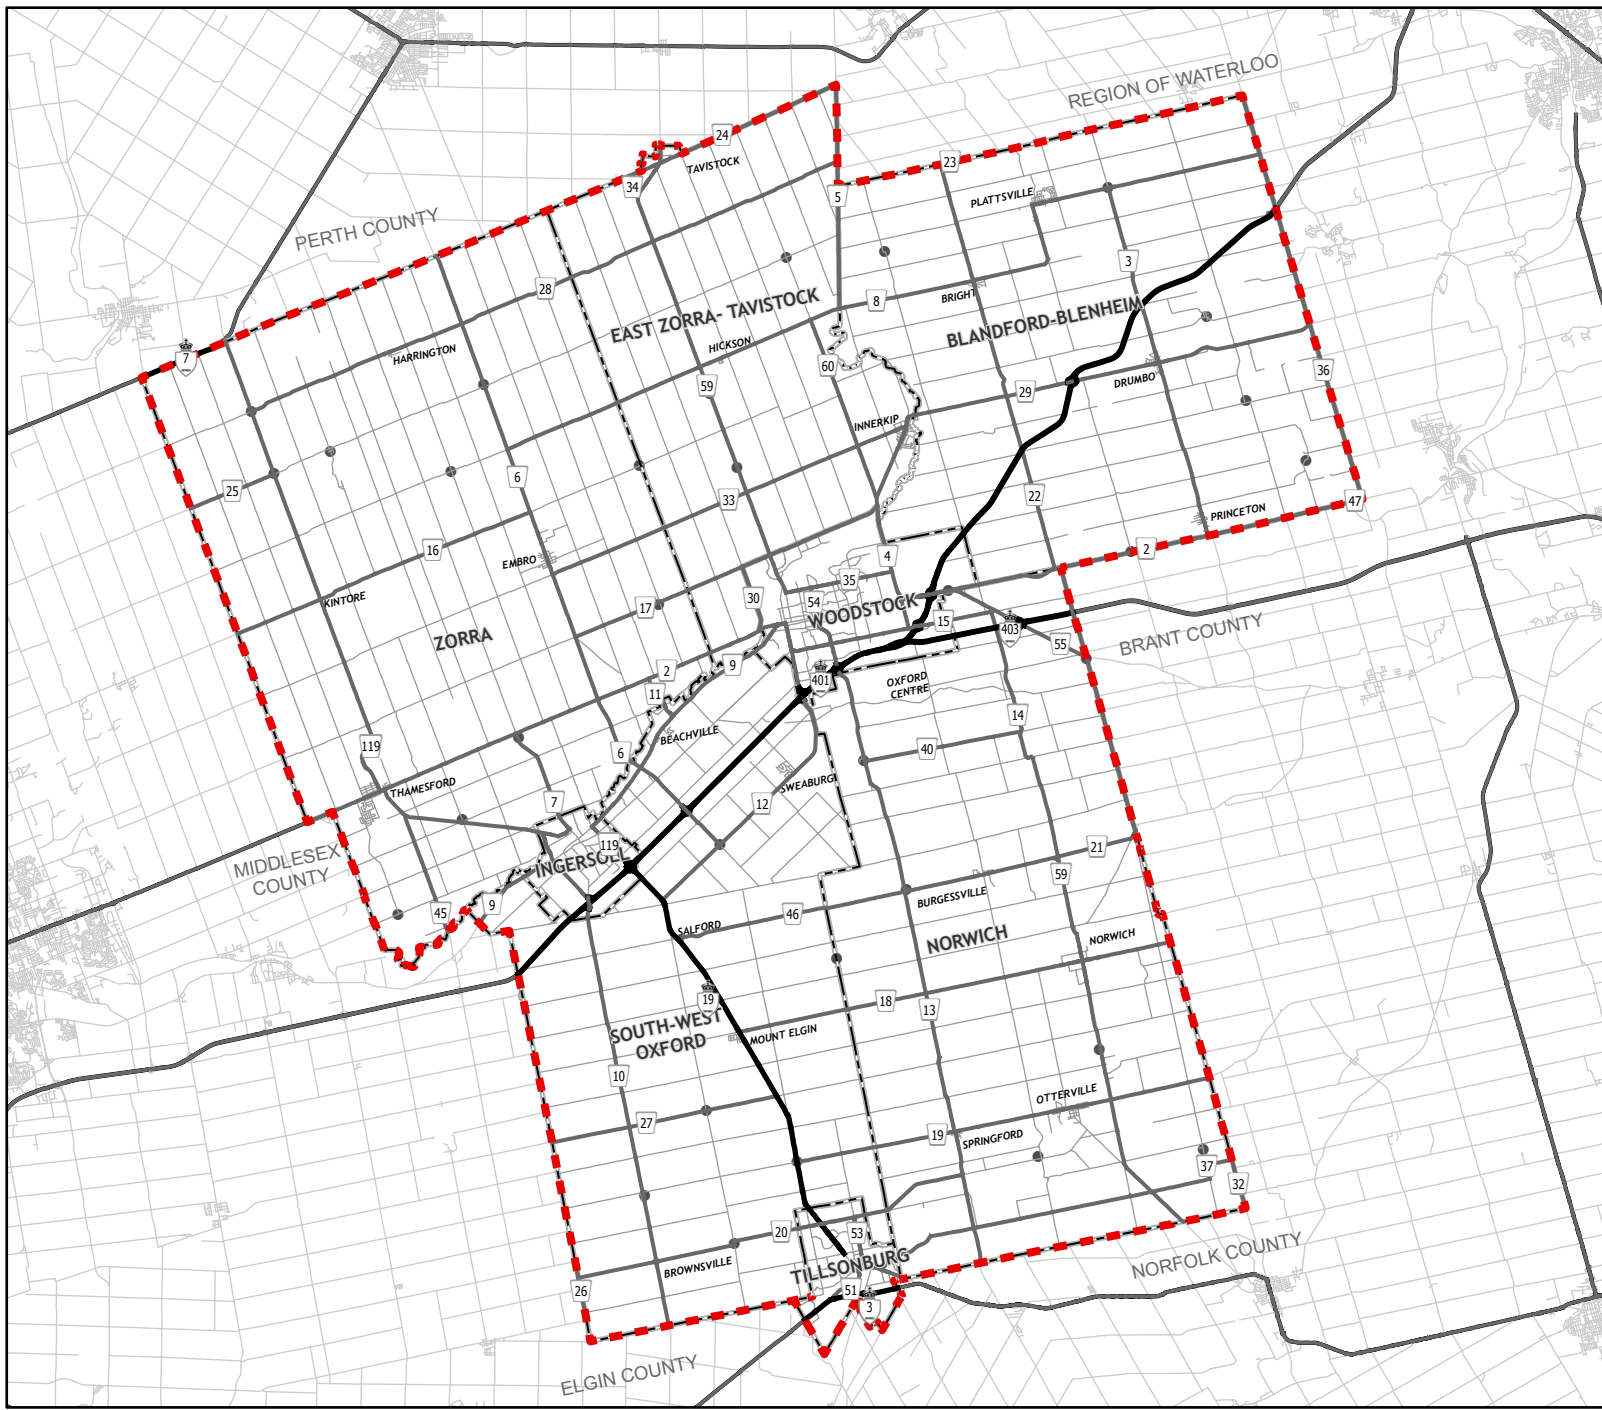 REGION OF WATERLOO
24
23
TAVISTOCK
34
5
PLATTSVILLE
PERTH COUNTY
3
28
8
BRIGHT
EAST ZORRA- TAVISTOCK
BLANDFORD-BLENHEIM
HICKSON
7
HARRINGTON
60
36
59
29
DRUMBO
INNERKIP
6
25
33
22
47
PRINCETON
16
2
EMBRO
4
35
KINTORE
17
30
54
WOODSTOCK
15
403
ZORRA
55
BRANT COUNTY
2
9
401
11
OXFORD
CENTRE
14
BEACHVILLE
119
6
40
THAMESFORD
SWEABURG
7
12
119
21
MIDDLESEX
COUNTY
INGERSOLL
59
BURGESSVILLE
45
9
46
SALFORD
NORWICH
NORWICH
19
18
13
SOUTH-WEST
OXFORD
MOUNT ELGIN
10
OTTERVILLE
27
19
SPRINGFORD
37
32
20
53
BROWNSVILLE
TILLSONBURG
NORFOLK COUNTY
26
51
3
ELGIN COUNTY